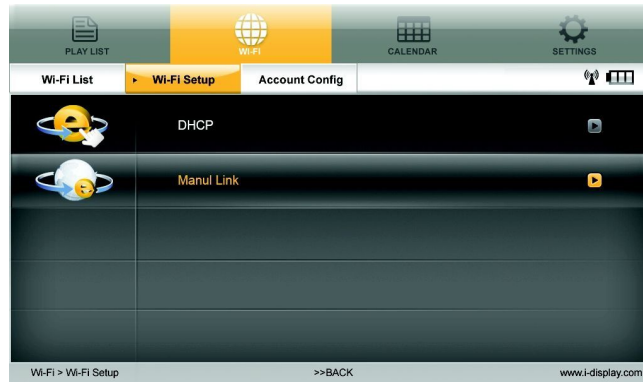 PLAY LIST
WI-FI
CALENDAR
SETTINGS
Wi-Fi List
Wi-Fi Setup
Account Config
DHCP
Manul Link
Wi-Fi > Wi-Fi Setup
>>BACK
www.i-display.com